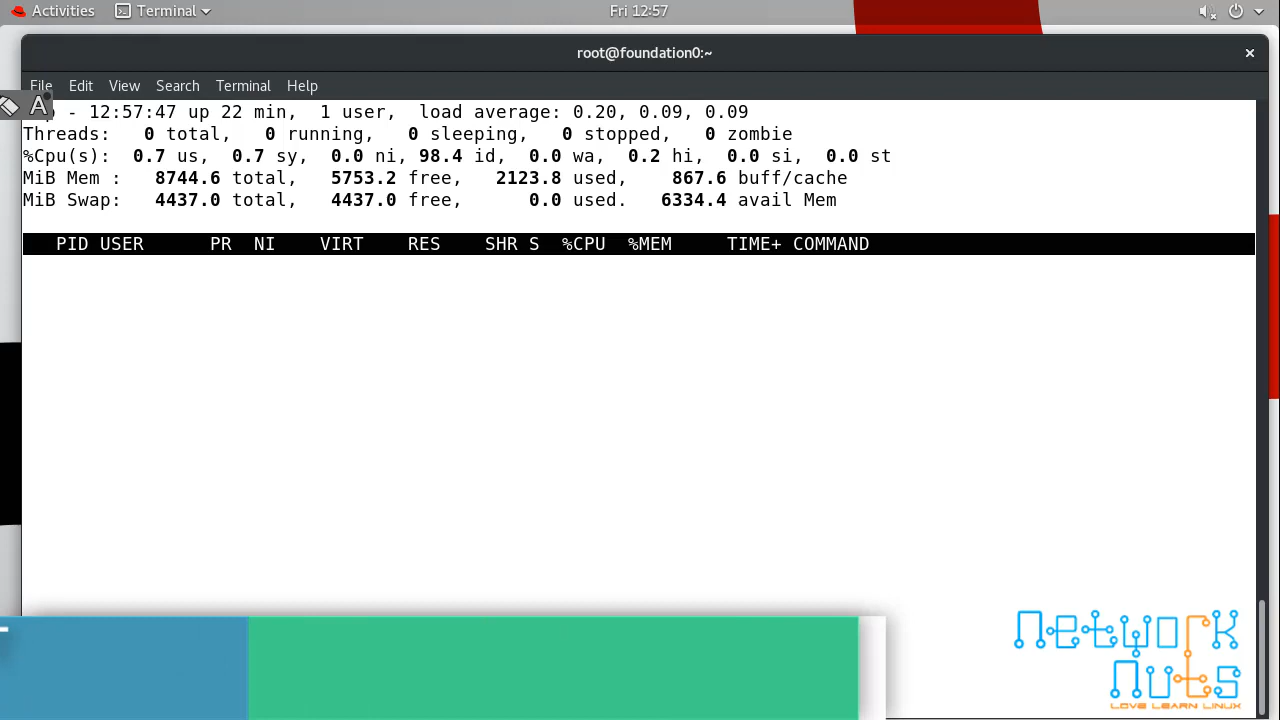 Activities Terminal Fri 12:57
root@foundation0:~ ×
File Edit View Search Terminal Help
A
- 12:57:47 up 22 min, 1 user, load average: 0.20, 0.09, 0.09
Threads: 0 total, 0 running, 0 sleeping, 0 stopped, 0 zombie
%Cpu(s): 0.7 us, 0.7 sy, 0.0 ni, 98.4 id, 0.0 wa, 0.2 hi, 0.0 si, 0.0 st
MiB Mem : 8744.6 total, 5753.2 free, 2123.8 used, 867.6 buff/cache
MiB Swap: 4437.0 total, 4437.0 free, 0.0 used. 6334.4 avail Mem
PID USER PR NI VIRT RES SHR S %CPU %MEM TIME+ COMMAND
Network
Nuts
LOVE LEARN LINUX